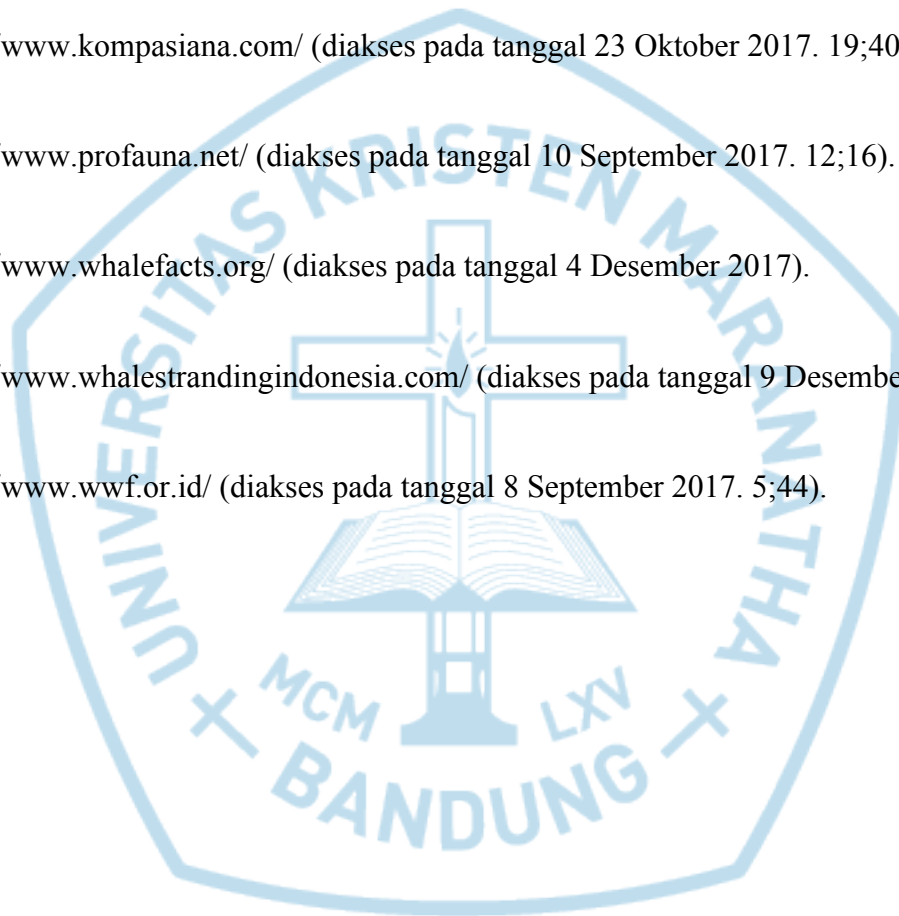 www.kompasiana.com/ (diakses pada tanggal 23 Oktober 2017. 19;40
www.profauna.net/ (diakses pada tanggal 10 September 2017. 12;16).
www.whalefacts.org/ (diakses pada tanggal 4 Desember 2017).
www.whalestrandingindonesia.com/ (diakses pada tanggal 9 Desembe
www.wwf.or.id/ (diakses pada tanggal 8 September 2017. 5;44).
UNIVERSITAS KRISTEN MARANATHA
MCM LXV
BANDUNG